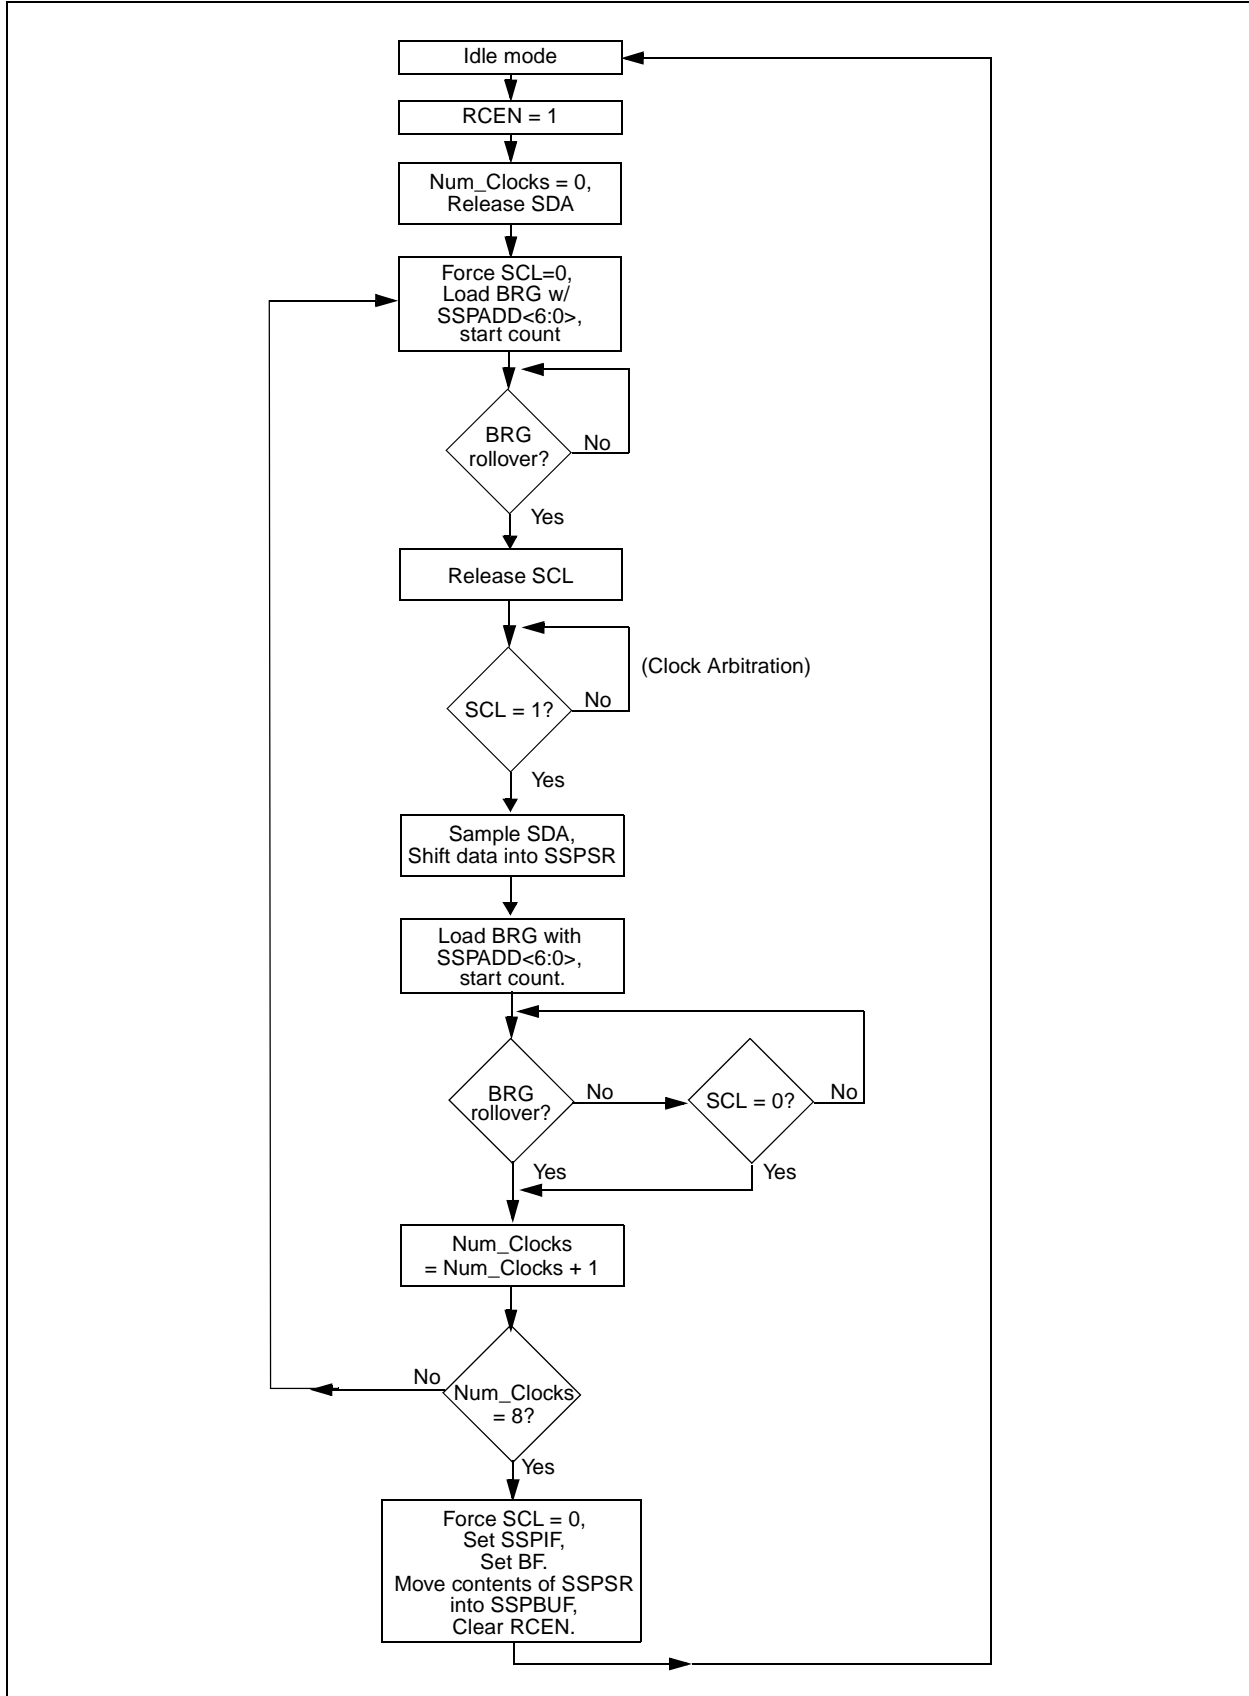 Idle mode
RCEN = 1
Num_Clocks = 0,
Release SDA
Force SCL=0,
Load BRG w/
SSPADD<6:0>,
start count
BRG
rollover?
No
Yes
Release SCL
(Clock Arbitration)
SCL = 1?
No
Yes
Sample SDA,
Shift data into SSPSR
Load BRG with
SSPADD<6:0>,
start count.
BRG
rollover?
No
SCL = 0?
No
Yes
Yes
Num_Clocks
= Num_Clocks + 1
No
Num_Clocks
= 8?
Yes
Force SCL = 0,
Set SSPIF,
Set BF.
Move contents of SSPSR
into SSPBUF,
Clear RCEN.